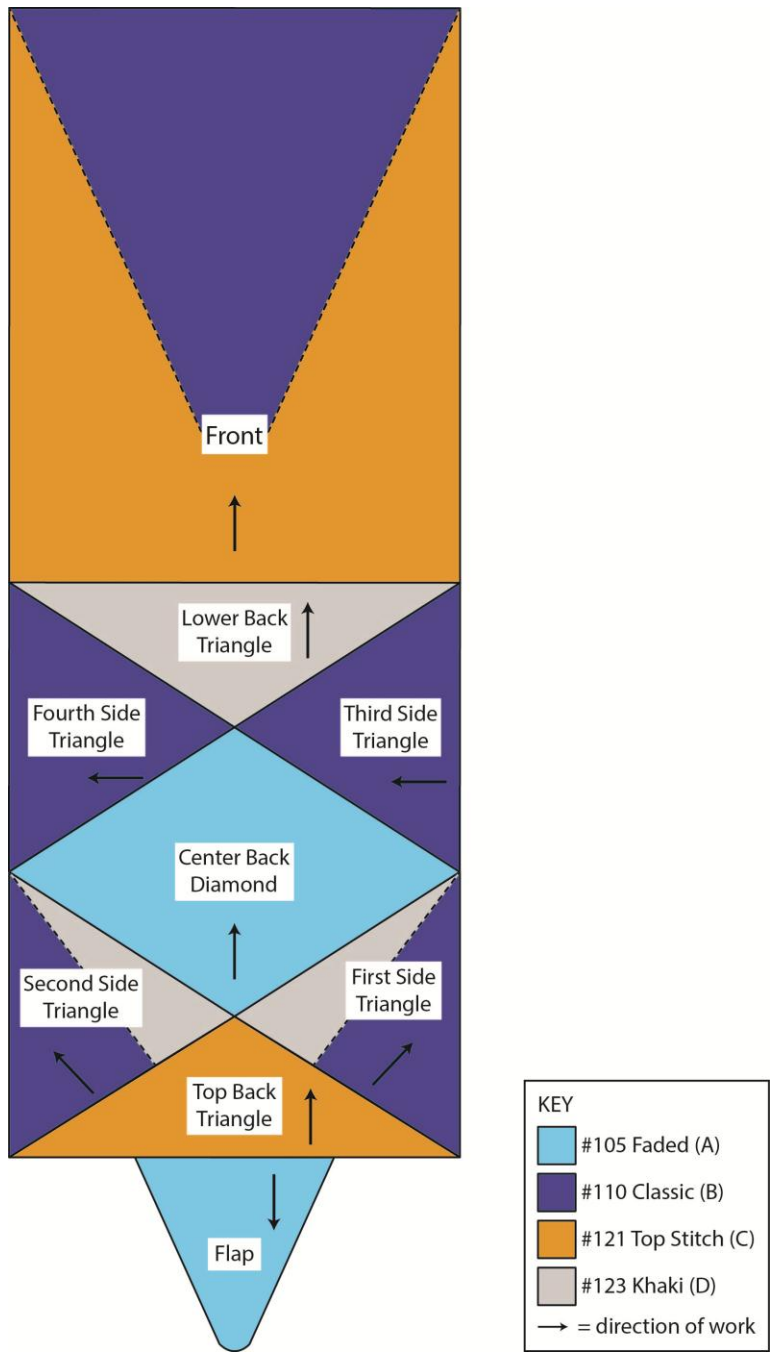 Front
Lower Back
Triangle
Fourth Side
Triangle
Third Side
Triangle
Center Back
Diamond
Second Side
Triangle
First Side
Triangle
Top Back
Triangle
Flap
KEY
#105 Faded (A)
#110 Classic (B)
#121 Top Stitch (C)
#123 Khaki (D)
→ = direction of work